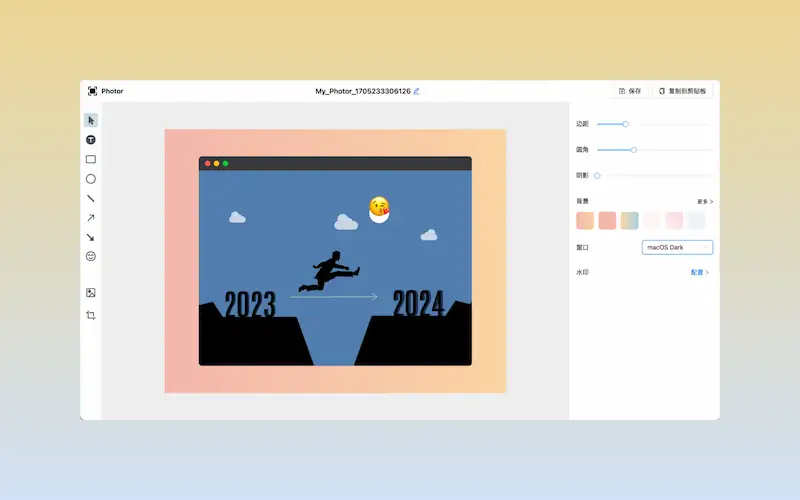 Photor
My_Photor_1705233306126
保存
复制到剪贴板
边距
圆角
阴影
背景
更多 >
窗口
macOS Dark
水印
配置 >
2023
2024